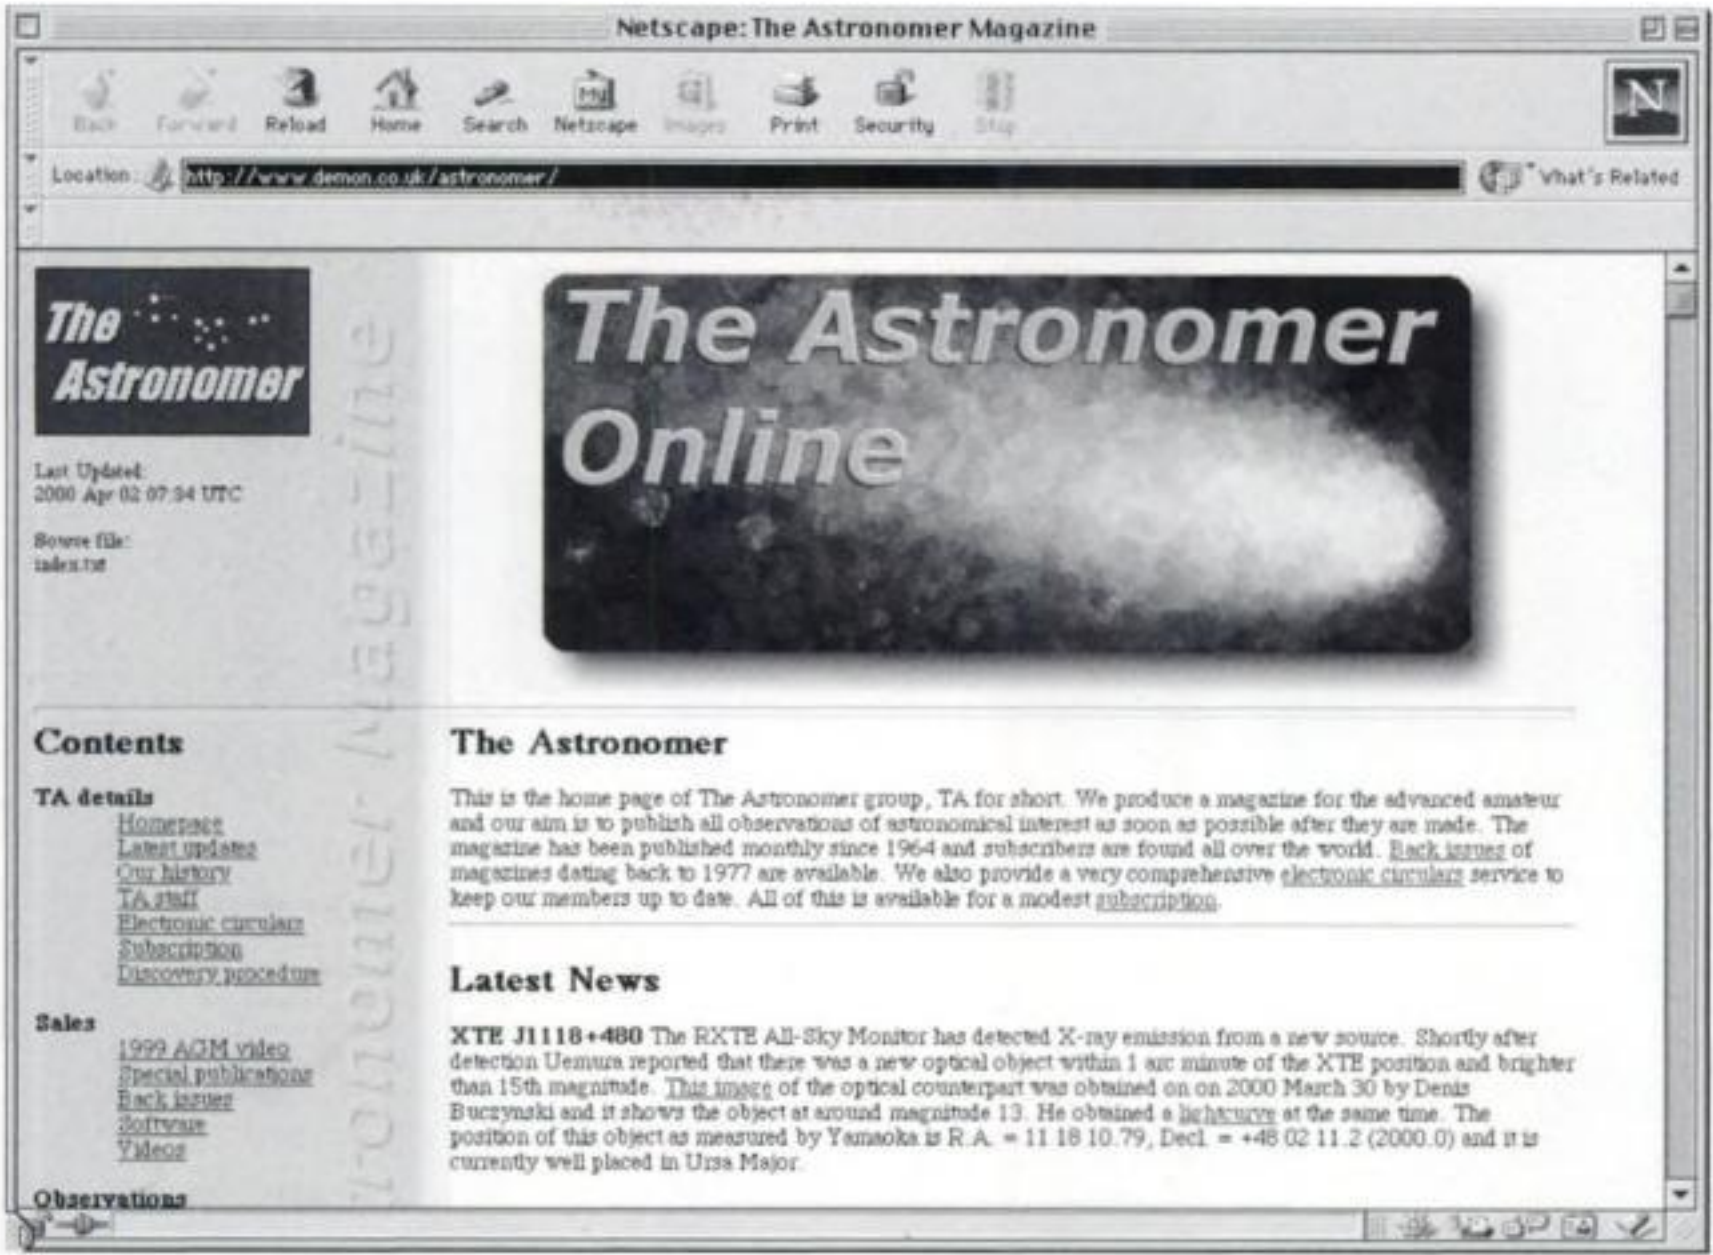 Netscape: The Astronomer Magazine
Back Forward Reload Home Search My Netscape Images Print Security Stop
N
Location: http://www.demon.co.uk/astronomer/ What's Related
The Astronomer
The Astronomer Online
Last Updated:
2000 Apr 02 07:34 UTC
Source file:
index.txt
Contents
TA details
Homepage
Latest updates
Our history
TA staff
Electronic circulars
Subscription
Discovery procedure
Sales
1999 AGM video
Special publications
Back issues
Software
Videos
Observations
tronomer Magazine
The Astronomer
This is the home page of The Astronomer group, TA for short. We produce a magazine for the advanced amateur
and our aim is to publish all observations of astronomical interest as soon as possible after they are made. The
magazine has been published monthly since 1964 and subscribers are found all over the world. Back issues of
magazines dating back to 1977 are available. We also provide a very comprehensive electronic circulars service to
keep our members up to date. All of this is available for a modest subscription.
Latest News
XTE J1118+480 The RXTE All-Sky Monitor has detected X-ray emission from a new source. Shortly after
detection Uemura reported that there was a new optical object within 1 arc minute of the XTE position and brighter
than 15th magnitude. This image of the optical counterpart was obtained on on 2000 March 30 by Denis
Buczynski and it shows the object at around magnitude 13. He obtained a lightcurve at the same time. The
position of this object as measured by Yamaoka is R.A. = 11 18 10.79, Decl. = +48 02 11.2 (2000.0) and it is
currently well placed in Ursa Major.